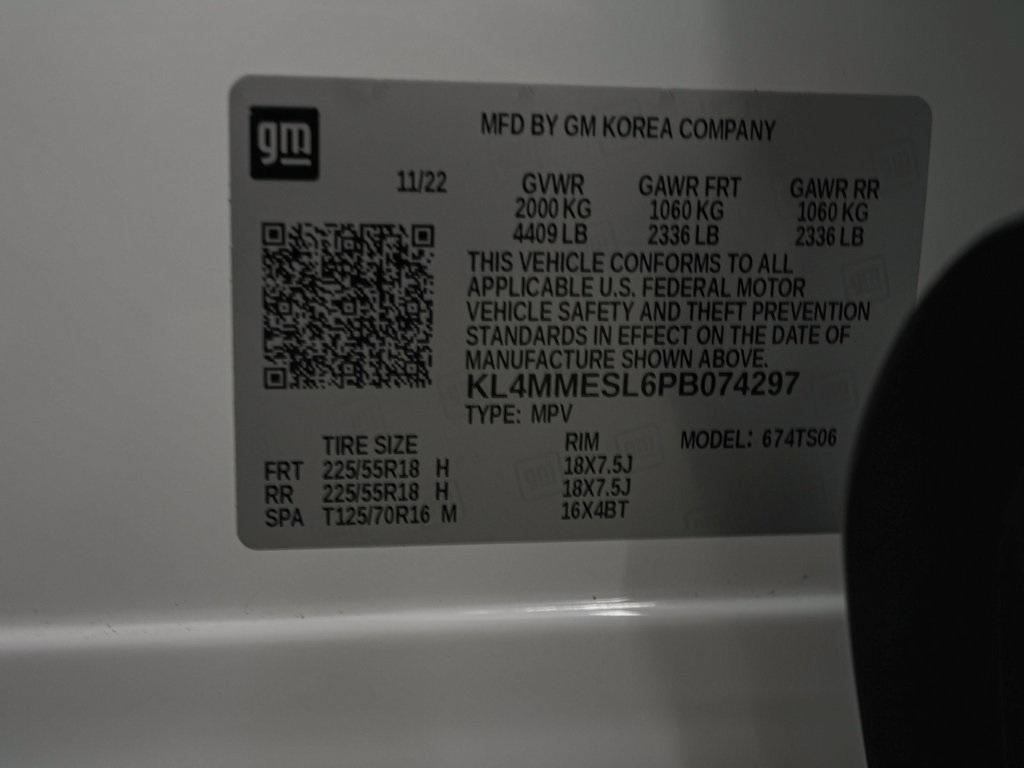 gm
MFD BY GM KOREA COMPANY
11/22 GVWR GAWR FRT GAWR RR
2000 KG 1060 KG 1060 KG
4409 LB 2336 LB 2336 LB
THIS VEHICLE CONFORMS TO ALL
APPLICABLE U.S. FEDERAL MOTOR
VEHICLE SAFETY AND THEFT PREVENTION
STANDARDS IN EFFECT ON THE DATE OF
MANUFACTURE SHOWN ABOVE.
KL4MMESL6PB074297
TYPE: MPV
TIRE SIZE RIM MODEL: 674TS06
FRT 225/55R18 H 18X7.5J
RR 225/55R18 H 18X7.5J
SPA T125/70R16 M 16X4BT